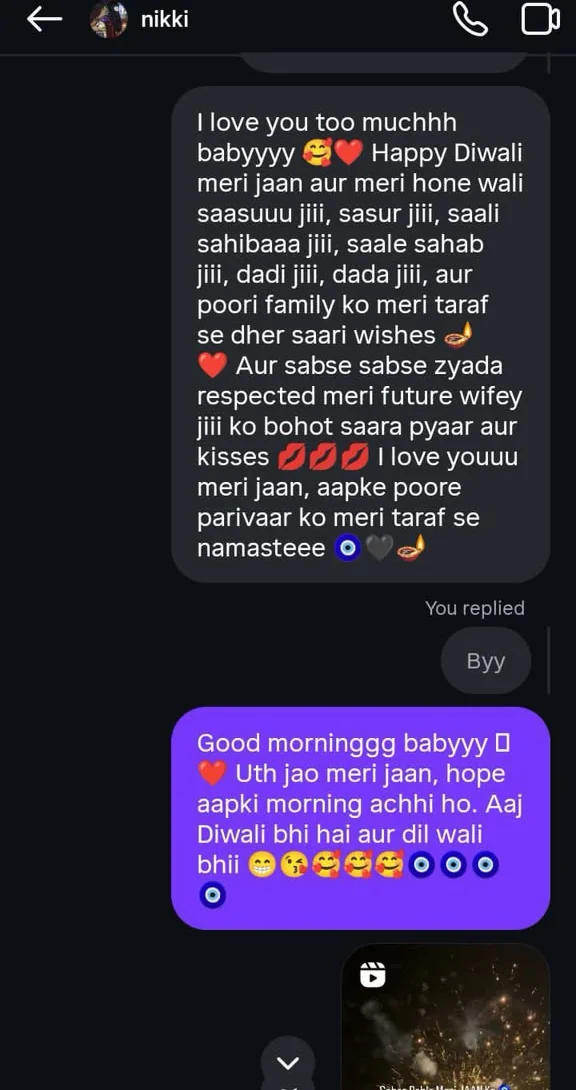 nikki
I love you too muchhh
babyyyy 🥰❤️ Happy Diwali
meri jaan aur meri hone wali
saasuuu jiii, sasur jiii, saali
sahibaaa jiii, saale sahab
jiii, dadi jiii, dada jiii, aur
poori family ko meri taraf
se dher saari wishes 🪔
❤️ Aur sabse sabse zyada
respected meri future wifey
jiii ko bohot saara pyaar aur
kisses 💋💋💋 I love youuu
meri jaan, aapke poore
parivaar ko meri taraf se
namasteee 🧿🖤🪔
You replied
Byy
Good morninggg babyyy
❤️ Uth jao meri jaan, hope
aapki morning achhi ho. Aaj
Diwali bhi hai aur dil wali
bhii 😁😘🥰🥰🥰🧿🧿🧿
🧿